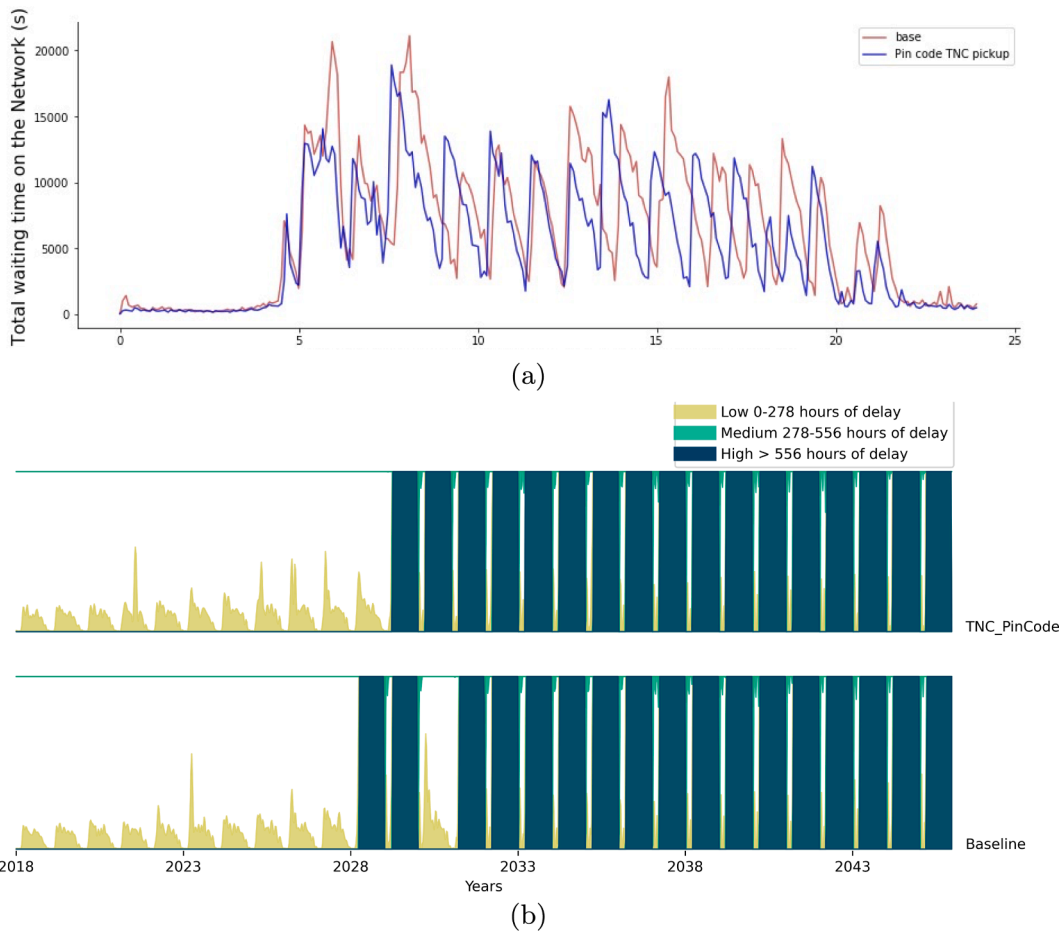 Total waiting time on the Network (s)
20000
15000
10000
5000
0
base
Pin code TNC pickup
0 5 10 15 20 25
(a)
Low 0-278 hours of delay
Medium 278-556 hours of delay
High > 556 hours of delay
TNC_PinCode
Baseline
2018 2023 2028 2033 2038 2043
Years
(b)